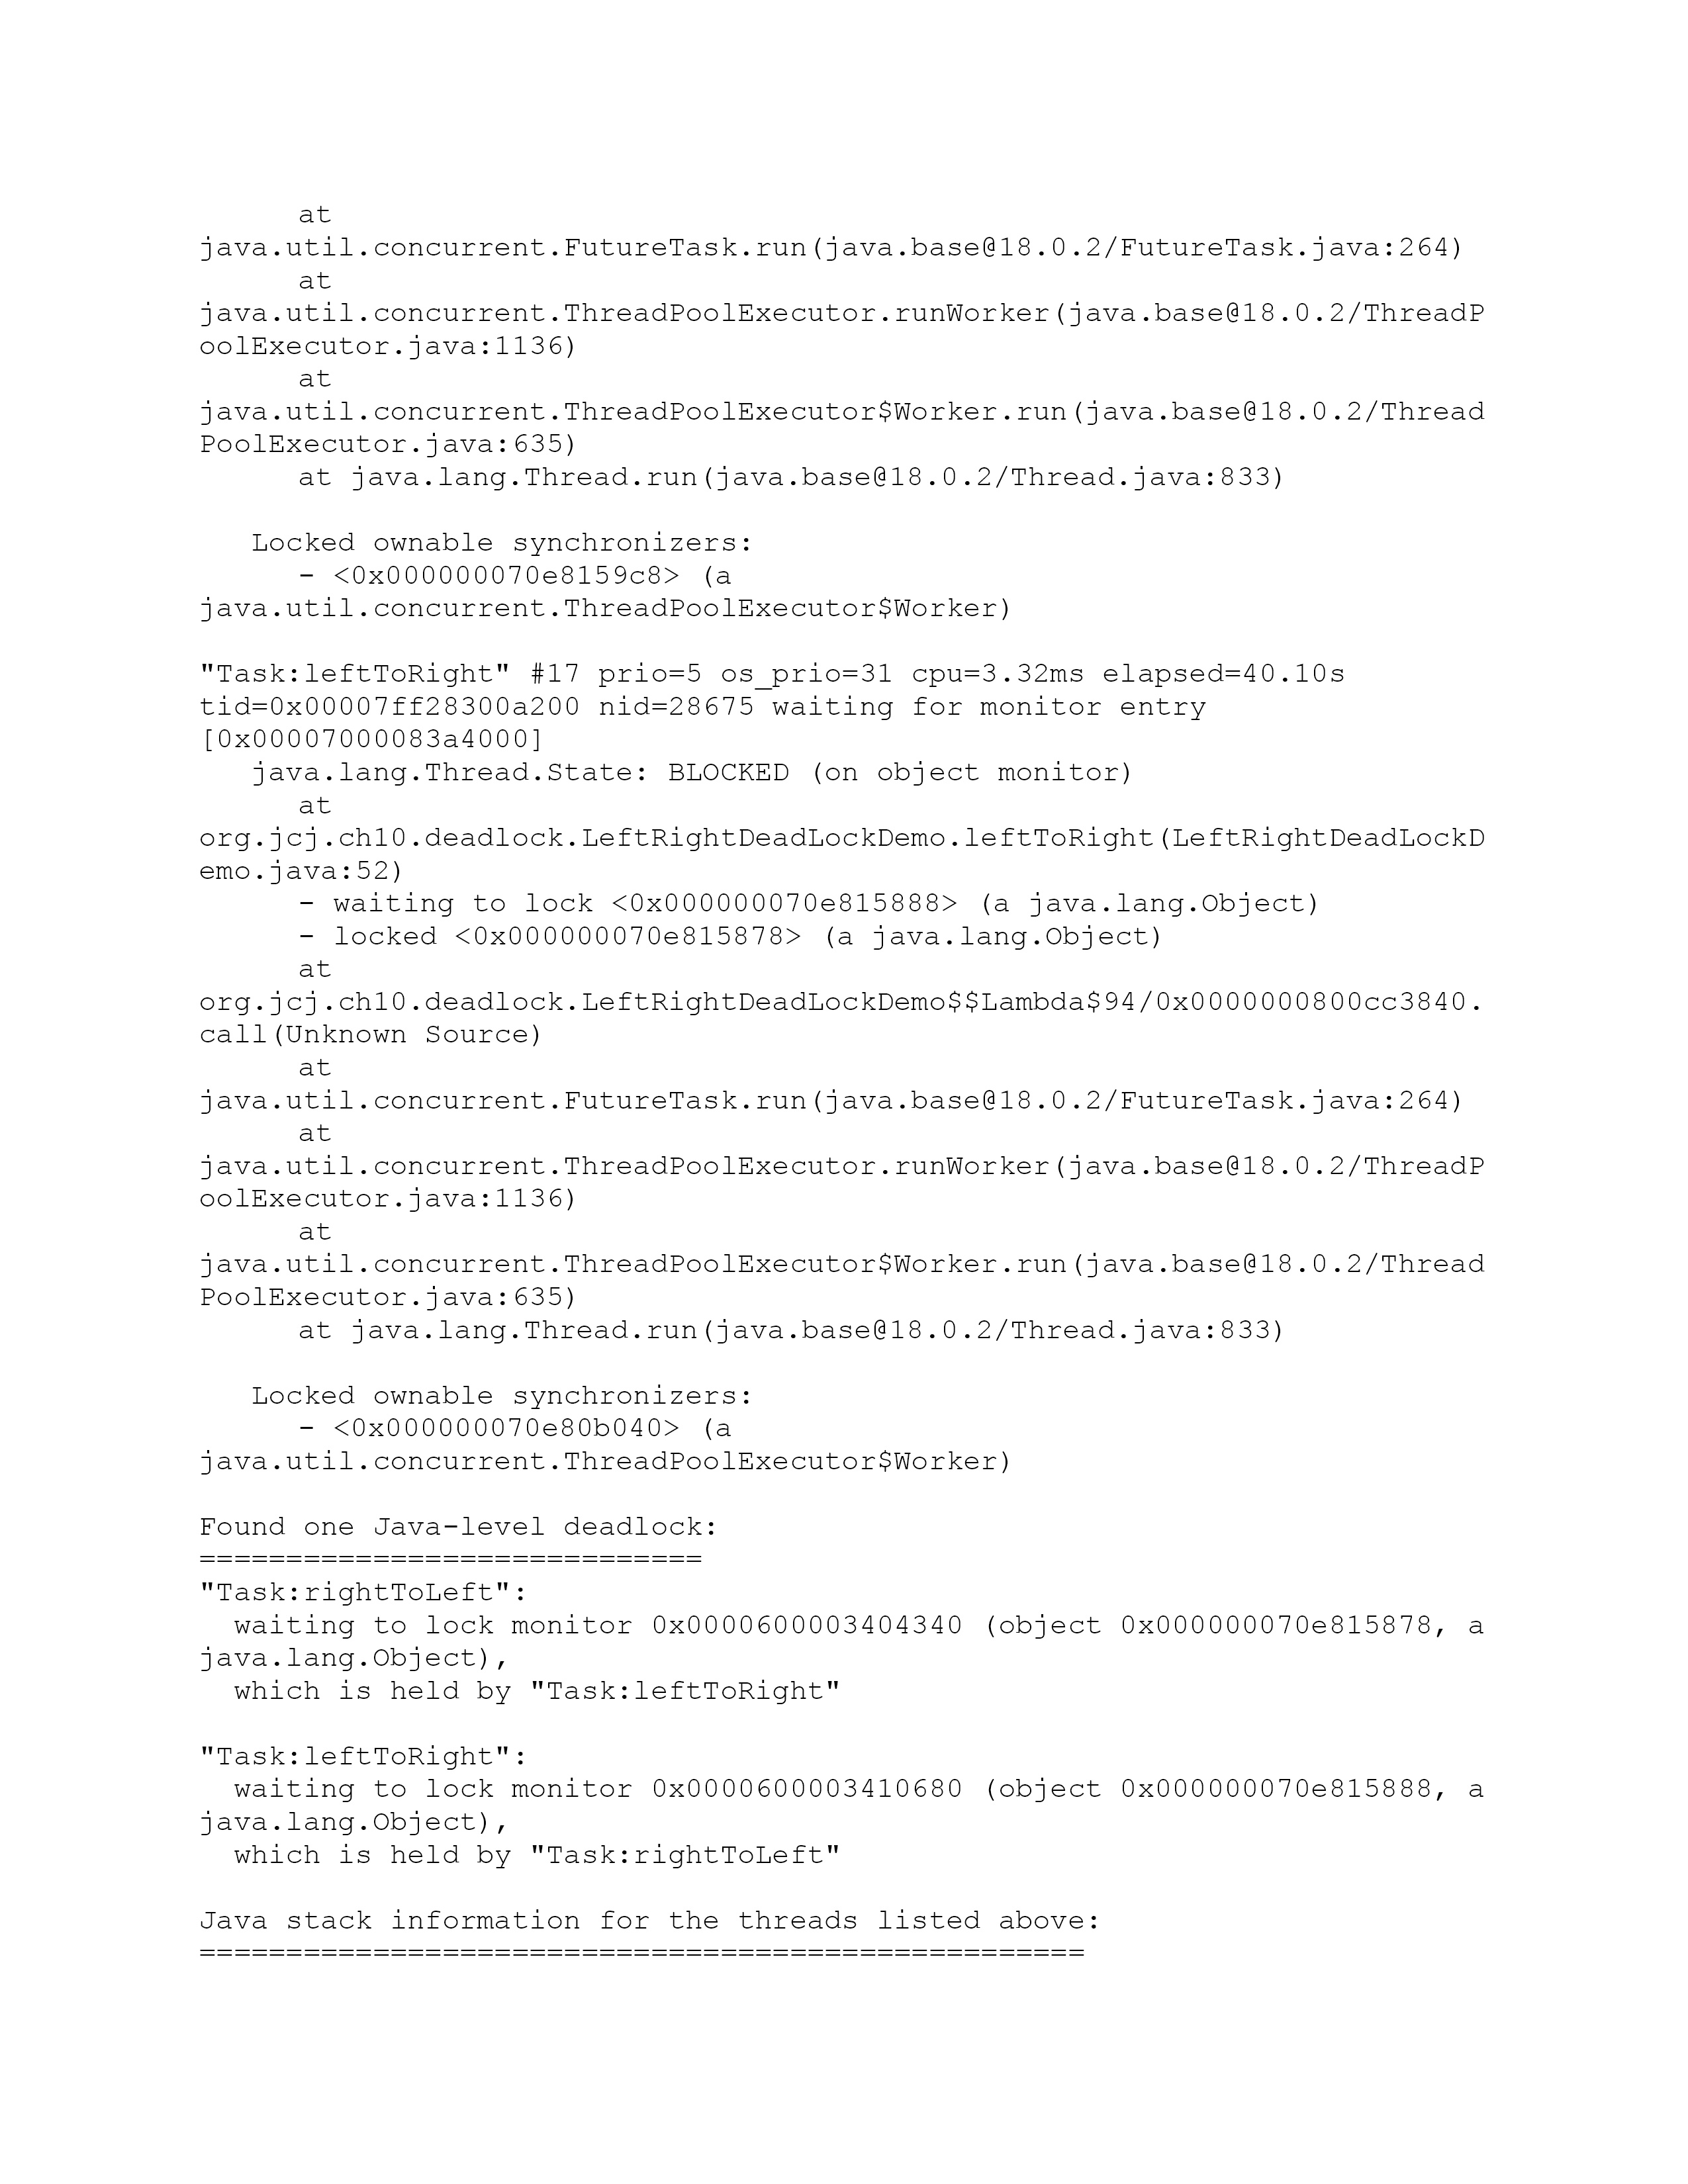 at
java.util.concurrent.FutureTask.run(java.base@18.0.2/FutureTask.java:264)
at
java.util.concurrent.ThreadPoolExecutor.runWorker(java.base@18.0.2/ThreadP
oolExecutor.java:1136)
at
java.util.concurrent.ThreadPoolExecutor$Worker.run(java.base@18.0.2/Thread
PoolExecutor.java:635)
at java.lang.Thread.run(java.base@18.0.2/Thread.java:833)

Locked ownable synchronizers:
- <0x000000070e8159c8> (a
java.util.concurrent.ThreadPoolExecutor$Worker)

"Task:leftToRight" #17 prio=5 os_prio=31 cpu=3.32ms elapsed=40.10s
tid=0x00007ff28300a200 nid=28675 waiting for monitor entry
[0x00007000083a4000]
java.lang.Thread.State: BLOCKED (on object monitor)
at
org.jcj.ch10.deadlock.LeftRightDeadLockDemo.leftToRight(LeftRightDeadLockD
emo.java:52)
- waiting to lock <0x000000070e815888> (a java.lang.Object)
- locked <0x000000070e815878> (a java.lang.Object)
at
org.jcj.ch10.deadlock.LeftRightDeadLockDemo$$Lambda$94/0x0000000800cc3840.
call(Unknown Source)
at
java.util.concurrent.FutureTask.run(java.base@18.0.2/FutureTask.java:264)
at
java.util.concurrent.ThreadPoolExecutor.runWorker(java.base@18.0.2/ThreadP
oolExecutor.java:1136)
at
java.util.concurrent.ThreadPoolExecutor$Worker.run(java.base@18.0.2/Thread
PoolExecutor.java:635)
at java.lang.Thread.run(java.base@18.0.2/Thread.java:833)

Locked ownable synchronizers:
- <0x000000070e80b040> (a
java.util.concurrent.ThreadPoolExecutor$Worker)

Found one Java-level deadlock:
=============================
"Task:rightToLeft":
waiting to lock monitor 0x0000600003404340 (object 0x000000070e815878, a
java.lang.Object),
which is held by "Task:leftToRight"

"Task:leftToRight":
waiting to lock monitor 0x0000600003410680 (object 0x000000070e815888, a
java.lang.Object),
which is held by "Task:rightToLeft"

Java stack information for the threads listed above:
===================================================